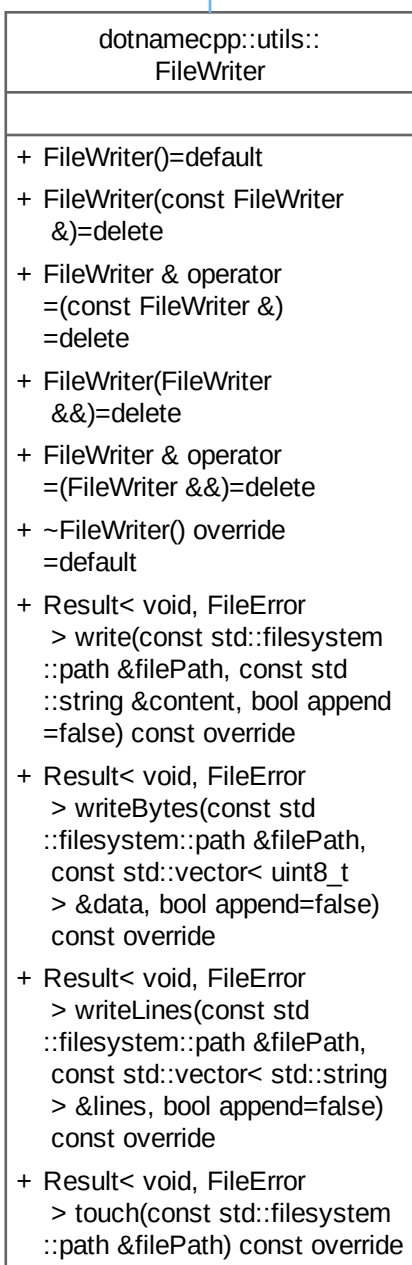 dotnamecpp::utils::
FileWriter
+ FileWriter()=default
+ FileWriter(const FileWriter
&)=delete
+ FileWriter & operator
=(const FileWriter &)
=delete
+ FileWriter(FileWriter
&&)=delete
+ FileWriter & operator
=(FileWriter &&)=delete
+ ~FileWriter() override
=default
+ Result< void, FileError
> write(const std::filesystem
::path &filePath, const std
::string &content, bool append
=false) const override
+ Result< void, FileError
> writeBytes(const std
::filesystem::path &filePath,
const std::vector< uint8_t
> &data, bool append=false)
const override
+ Result< void, FileError
> writeLines(const std
::filesystem::path &filePath,
const std::vector< std::string
> &lines, bool append=false)
const override
+ Result< void, FileError
> touch(const std::filesystem
::path &filePath) const override